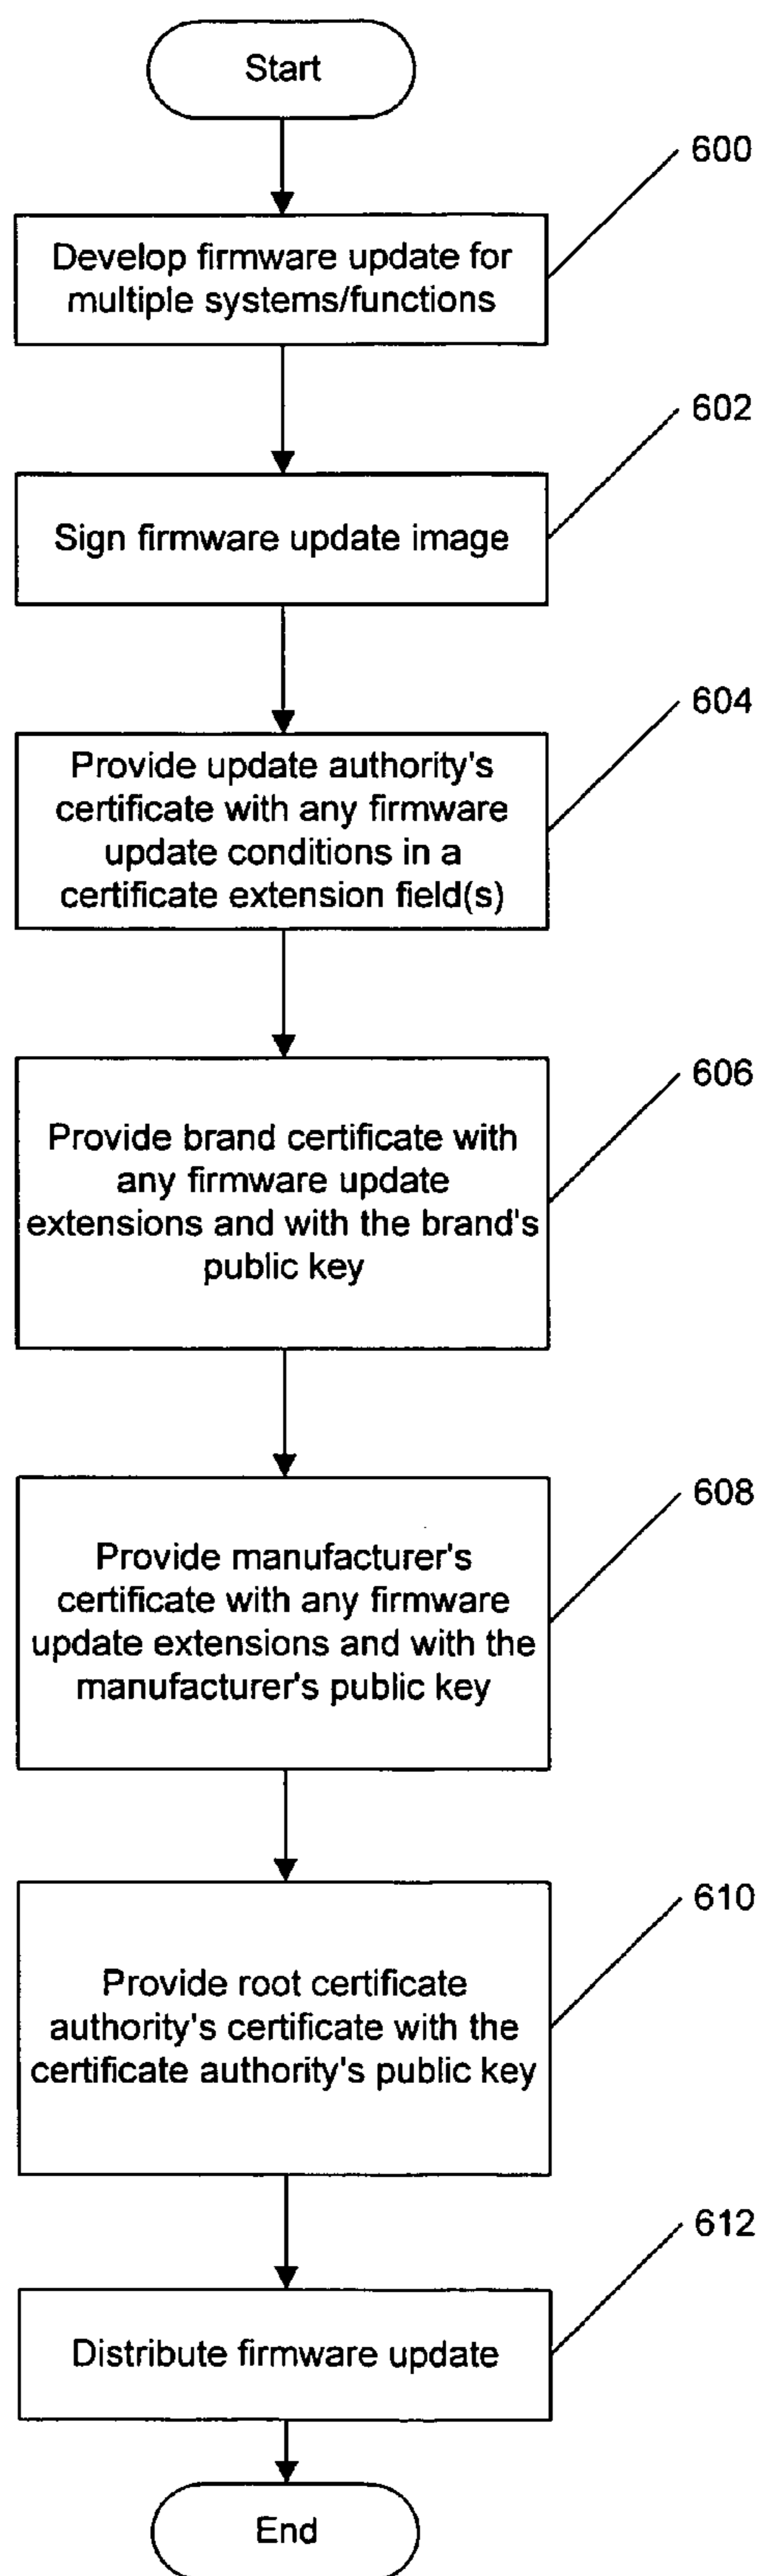 Start
600
Develop firmware update for
multiple systems/functions
602
Sign firmware update image
604
Provide update authority's
certificate with any firmware
update conditions in a
certificate extension field(s)
606
Provide brand certificate with
any firmware update
extensions and with the brand's
public key
608
Provide manufacturer's
certificate with any firmware
update extensions and with the
manufacturer's public key
610
Provide root certificate
authority's certificate with the
certificate authority's public key
612
Distribute firmware update
End